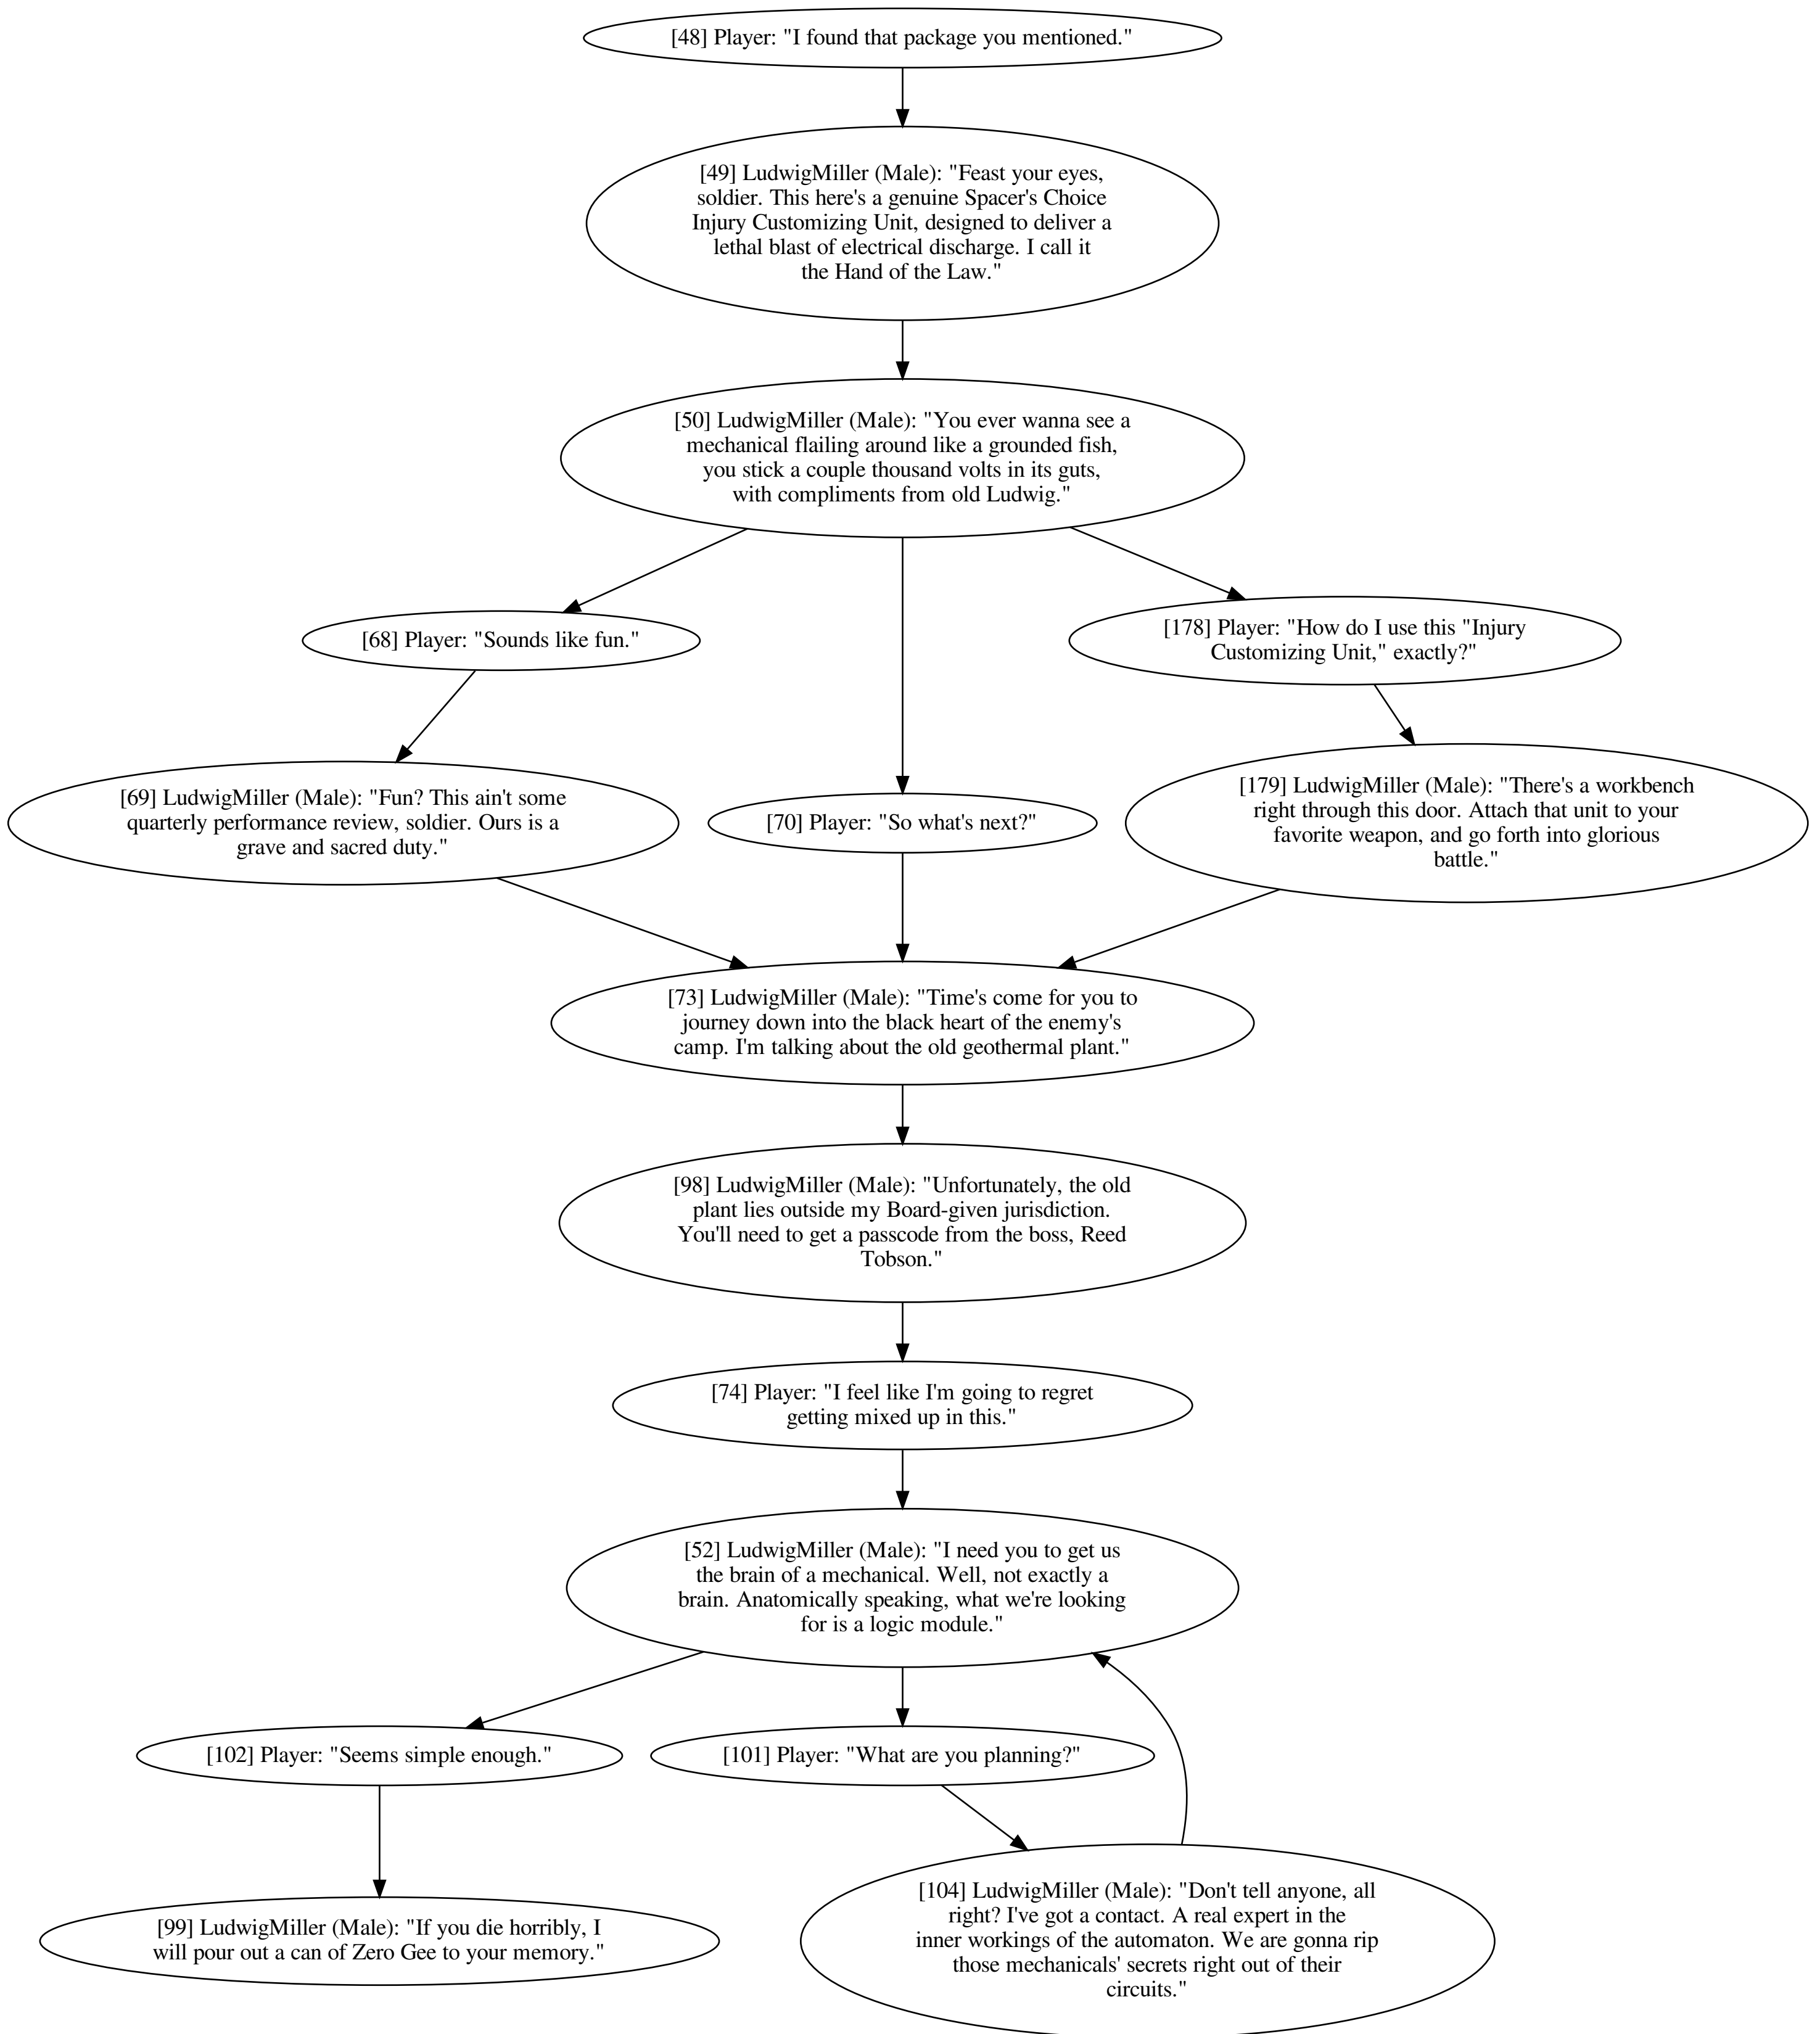 [48] Player: "I found that package you mentioned."
[49] LudwigMiller (Male): "Feast your eyes,
soldier. This here's a genuine Spacer's Choice
Injury Customizing Unit, designed to deliver a
lethal blast of electrical discharge. I call it
the Hand of the Law."
[50] LudwigMiller (Male): "You ever wanna see a
mechanical flailing around like a grounded fish,
you stick a couple thousand volts in its guts,
with compliments from old Ludwig."
[68] Player: "Sounds like fun."
[178] Player: "How do I use this "Injury
Customizing Unit," exactly?"
[69] LudwigMiller (Male): "Fun? This ain't some
quarterly performance review, soldier. Ours is a
grave and sacred duty."
[70] Player: "So what's next?"
[179] LudwigMiller (Male): "There's a workbench
right through this door. Attach that unit to your
favorite weapon, and go forth into glorious
battle."
[73] LudwigMiller (Male): "Time's come for you to
journey down into the black heart of the enemy's
camp. I'm talking about the old geothermal plant."
[98] LudwigMiller (Male): "Unfortunately, the old
plant lies outside my Board-given jurisdiction.
You'll need to get a passcode from the boss, Reed
Tobson."
[74] Player: "I feel like I'm going to regret
getting mixed up in this."
[52] LudwigMiller (Male): "I need you to get us
the brain of a mechanical. Well, not exactly a
brain. Anatomically speaking, what we're looking
for is a logic module."
[102] Player: "Seems simple enough."
[101] Player: "What are you planning?"
[99] LudwigMiller (Male): "If you die horribly, I
will pour out a can of Zero Gee to your memory."
[104] LudwigMiller (Male): "Don't tell anyone, all
right? I've got a contact. A real expert in the
inner workings of the automaton. We are gonna rip
those mechanicals' secrets right out of their
circuits."